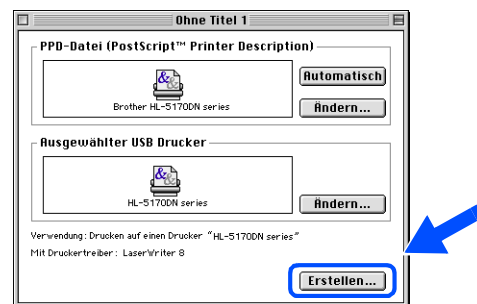 Ohne Titel 1
PPD-Datei (PostScript™ Printer Description)
Automatisch
Brother HL-5170DN series
Ändern...
Ausgewählter USB Drucker
HL-5170DN series
Ändern...
Verwendung: Drucken auf einen Drucker "HL-5170DN series"
Mit Druckertreiber: LaserWriter 8
Erstellen...